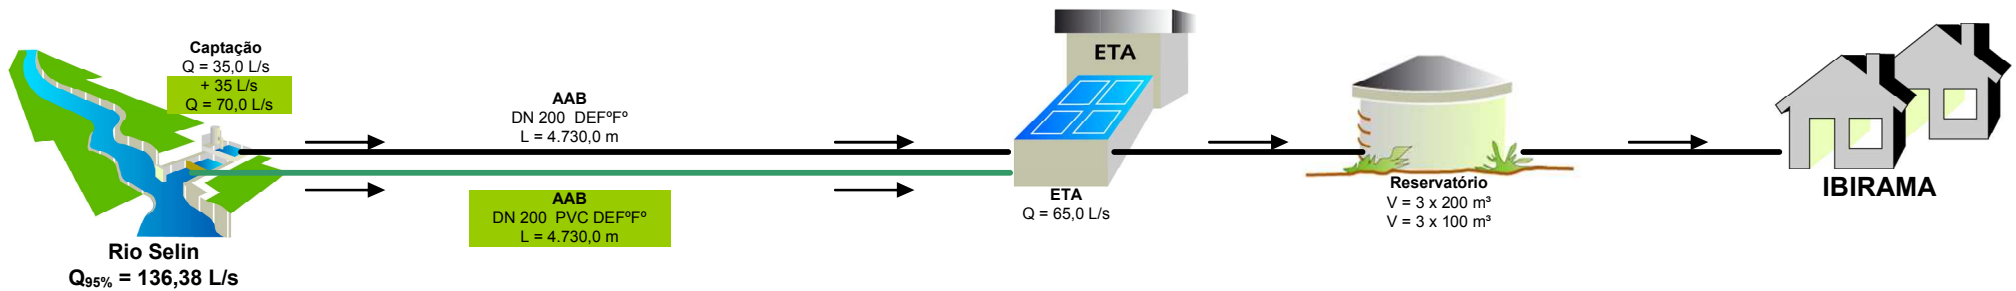 Captação
Q = 35,0 L/s
+ 35 L/s
Q = 70,0 L/s
Rio Selin
Q95% = 136,38 L/s
AAB
DN 200 DEFºFº
L = 4.730,0 m
AAB
DN 200 PVC DEFºFº
L = 4.730,0 m
ETA
ETA
Q = 65,0 L/s
Reservatório
V = 3 x 200 m³
V = 3 x 100 m³
IBIRAMA